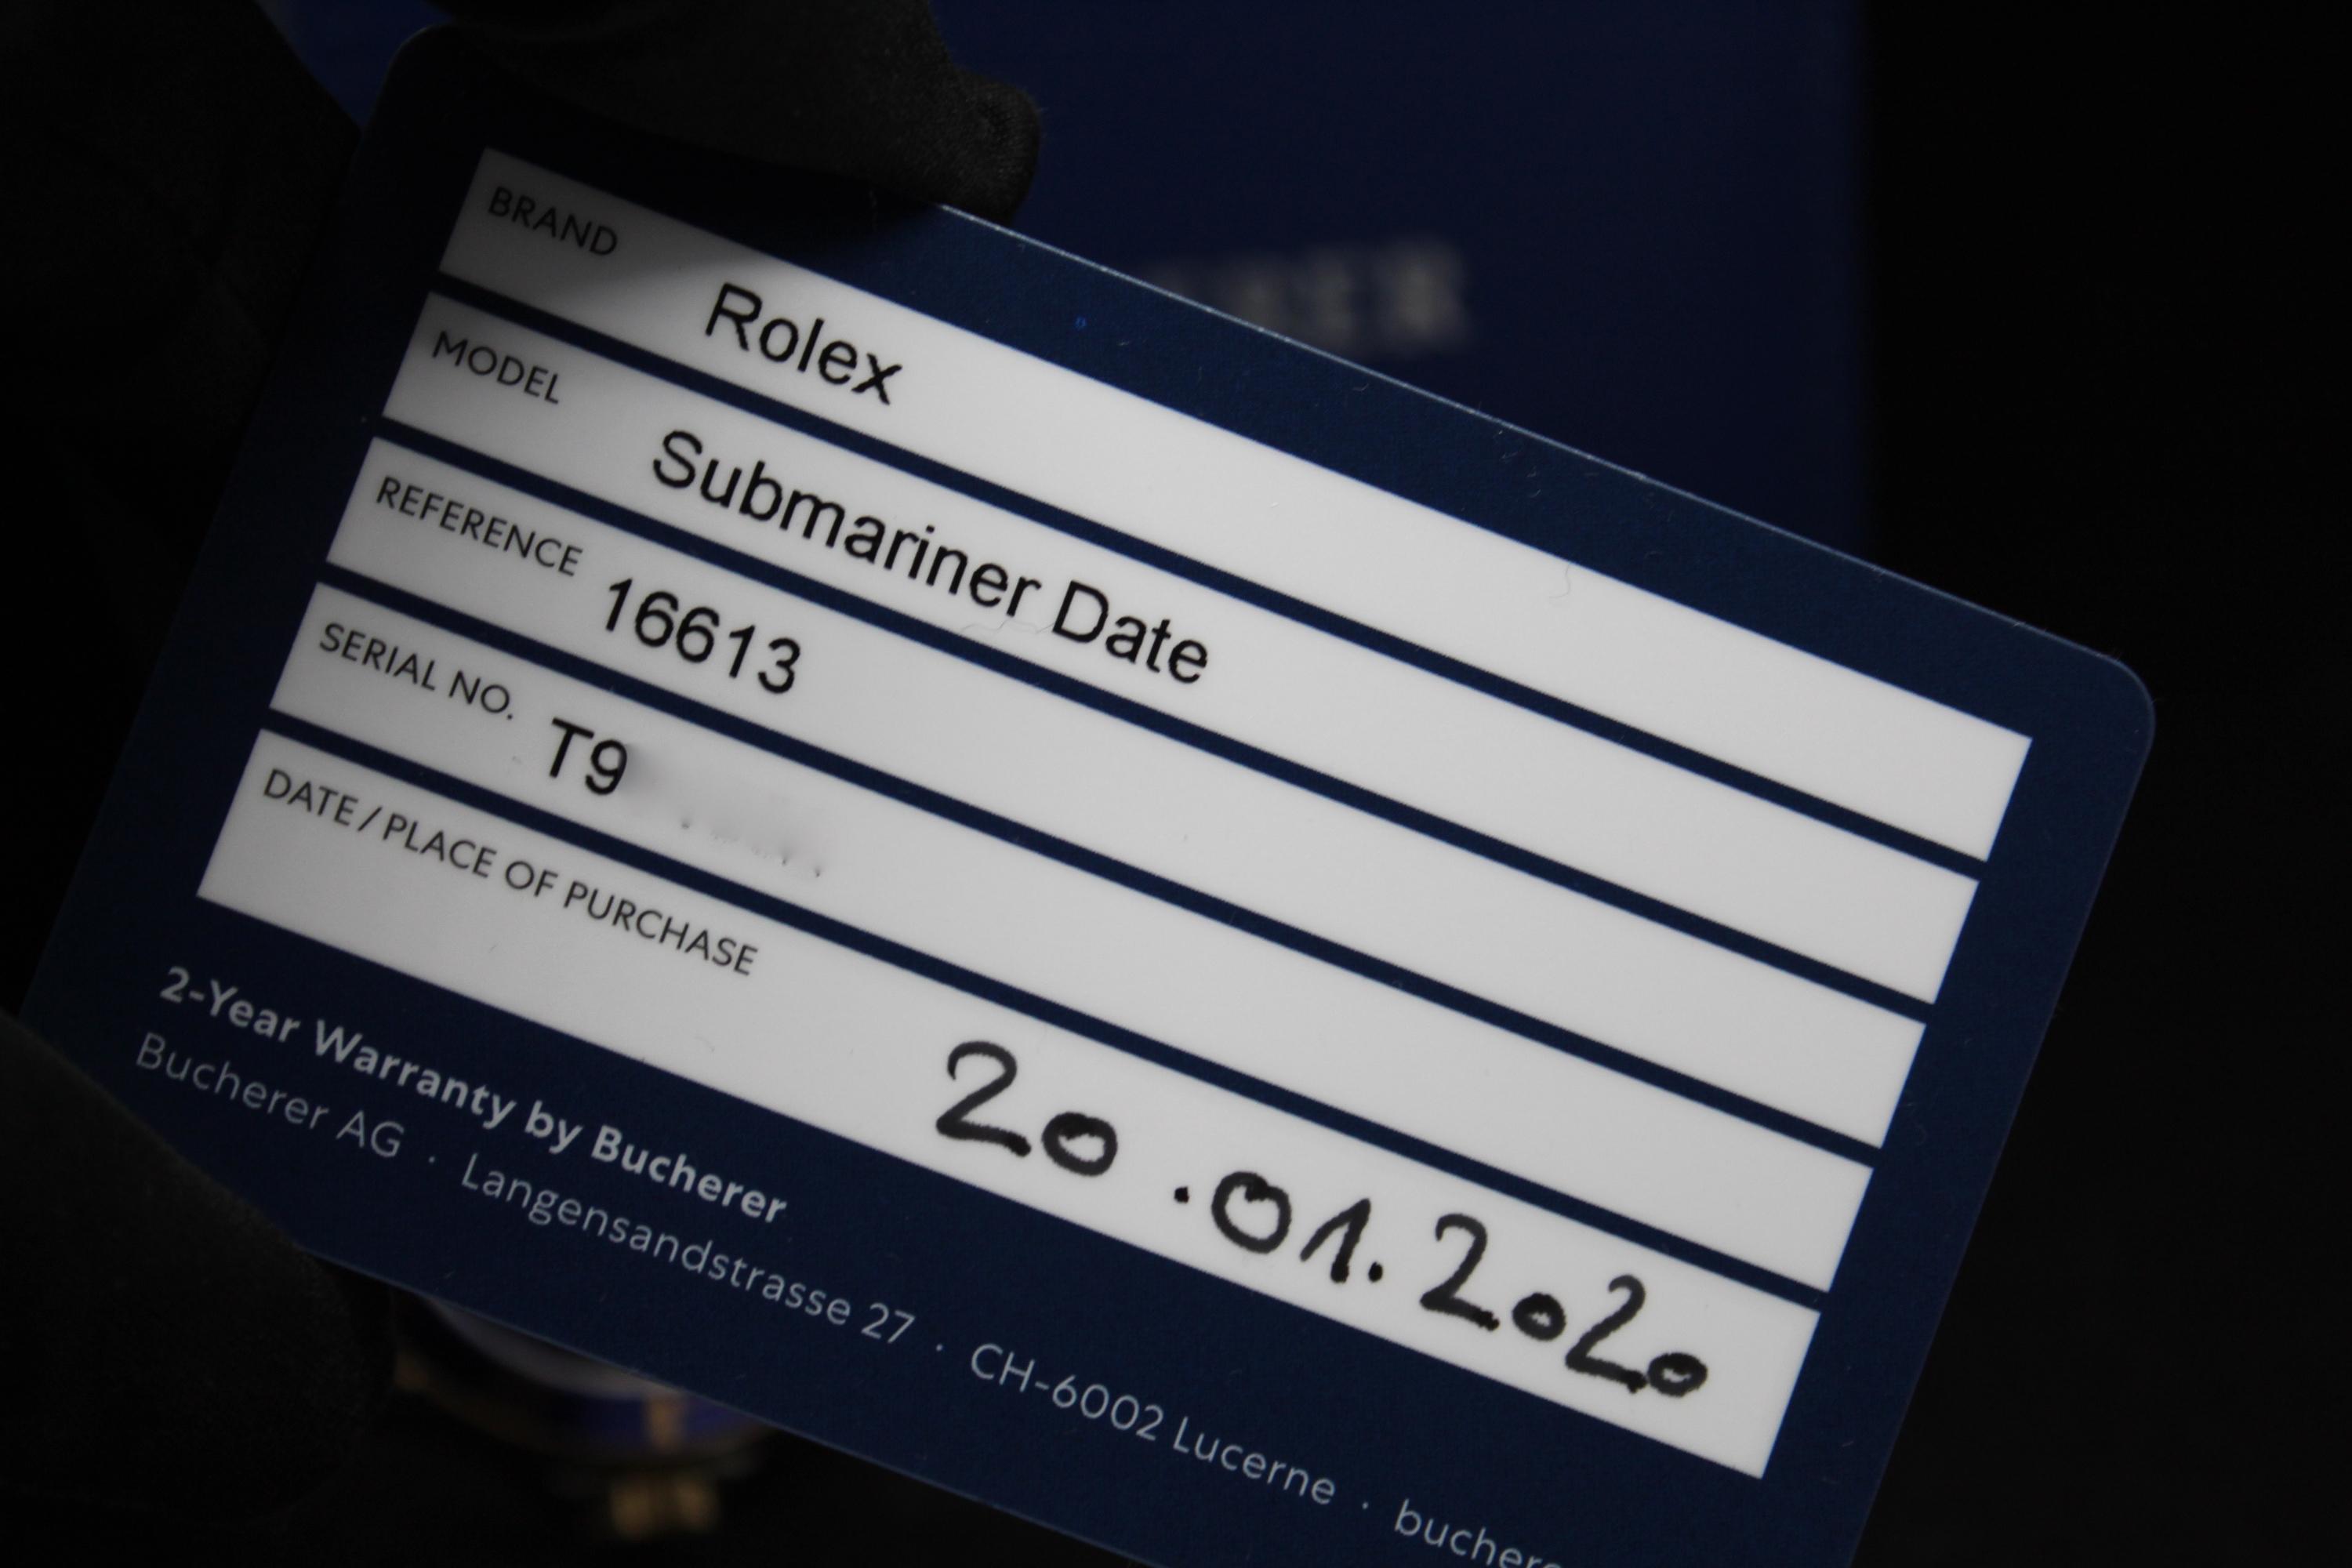 BRAND Rolex
MODEL Submariner Date
REFERENCE 16613
SERIAL NO. T9
DATE / PLACE OF PURCHASE 20.01.2020
2-Year Warranty by Bucherer
Bucherer AG · Langensandstrasse 27 · CH-6002 Lucerne ·